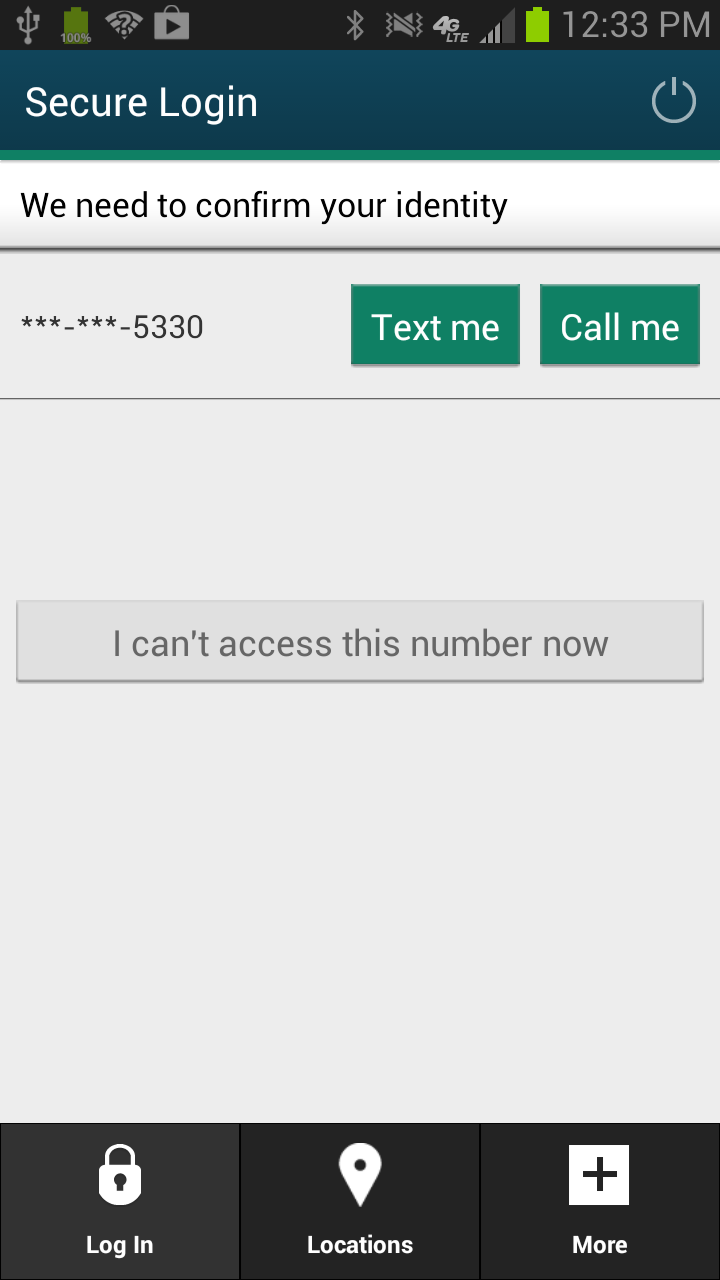 100% 4G LTE 12:33 PM
Secure Login
We need to confirm your identity
***-***-5330 Text me Call me
I can't access this number now
Log In Locations More